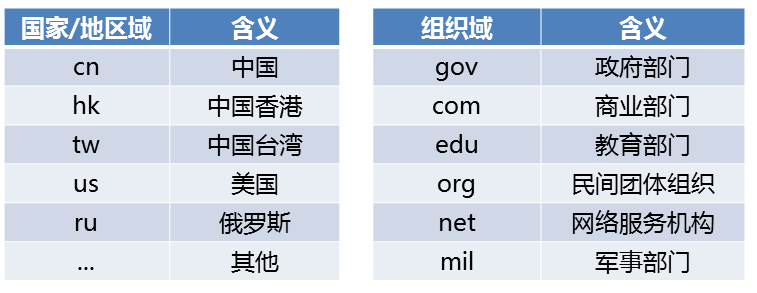 国家/地区域 含义
cn 中国
hk 中国香港
tw 中国台湾
us 美国
ru 俄罗斯
... 其他
组织域 含义
gov 政府部门
com 商业部门
edu 教育部门
org 民间团体组织
net 网络服务机构
mil 军事部门